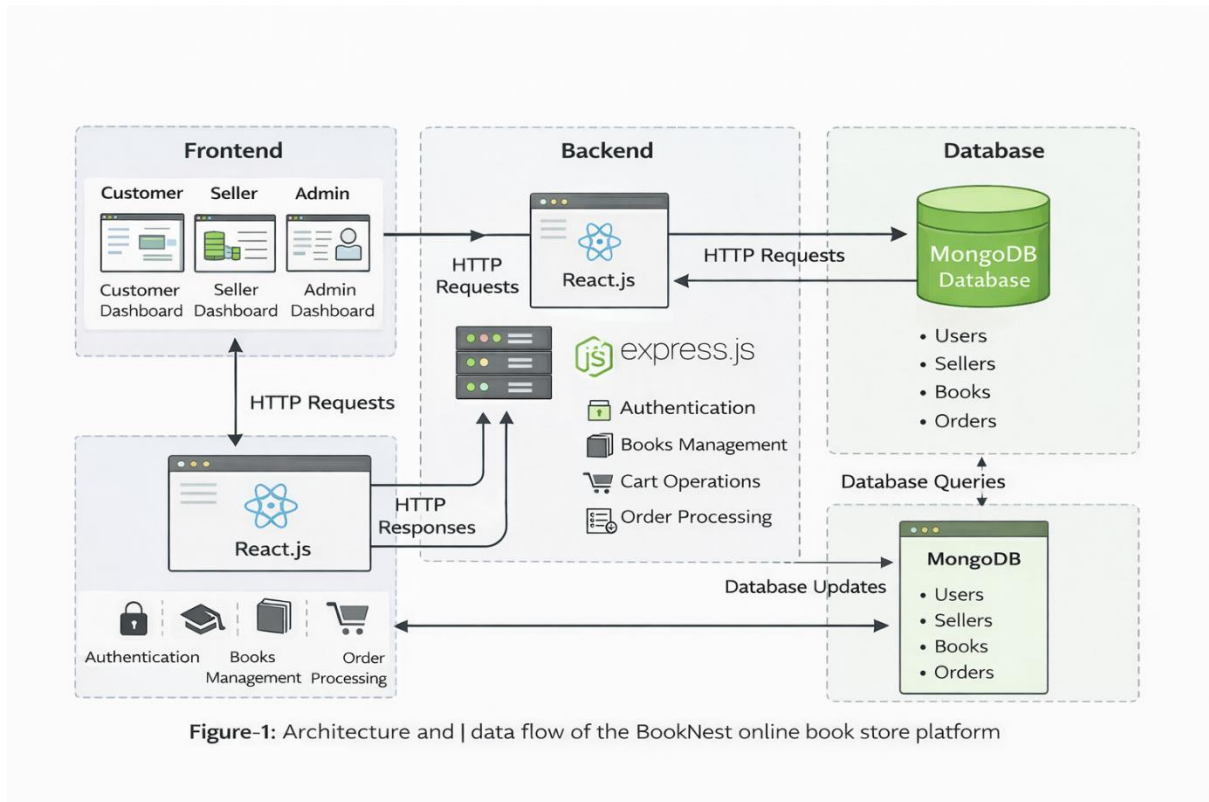 Frontend
Customer Seller Admin
Customer
Dashboard
Seller
Dashboard
Admin
Dashboard
HTTP Requests
React.js
HTTP
Responses
Authentication
Books
Management
Order
Processing
Backend
HTTP
Requests
React.js
HTTP Requests
JS express.js
Authentication
Books Management
Cart Operations
Order Processing
Database
MongoDB
Database
• Users
• Sellers
• Books
• Orders
Database Queries
Database Updates
MongoDB
• Users
• Sellers
• Books
• Orders
Figure-1: Architecture and | data flow of the BookNest online book store platform